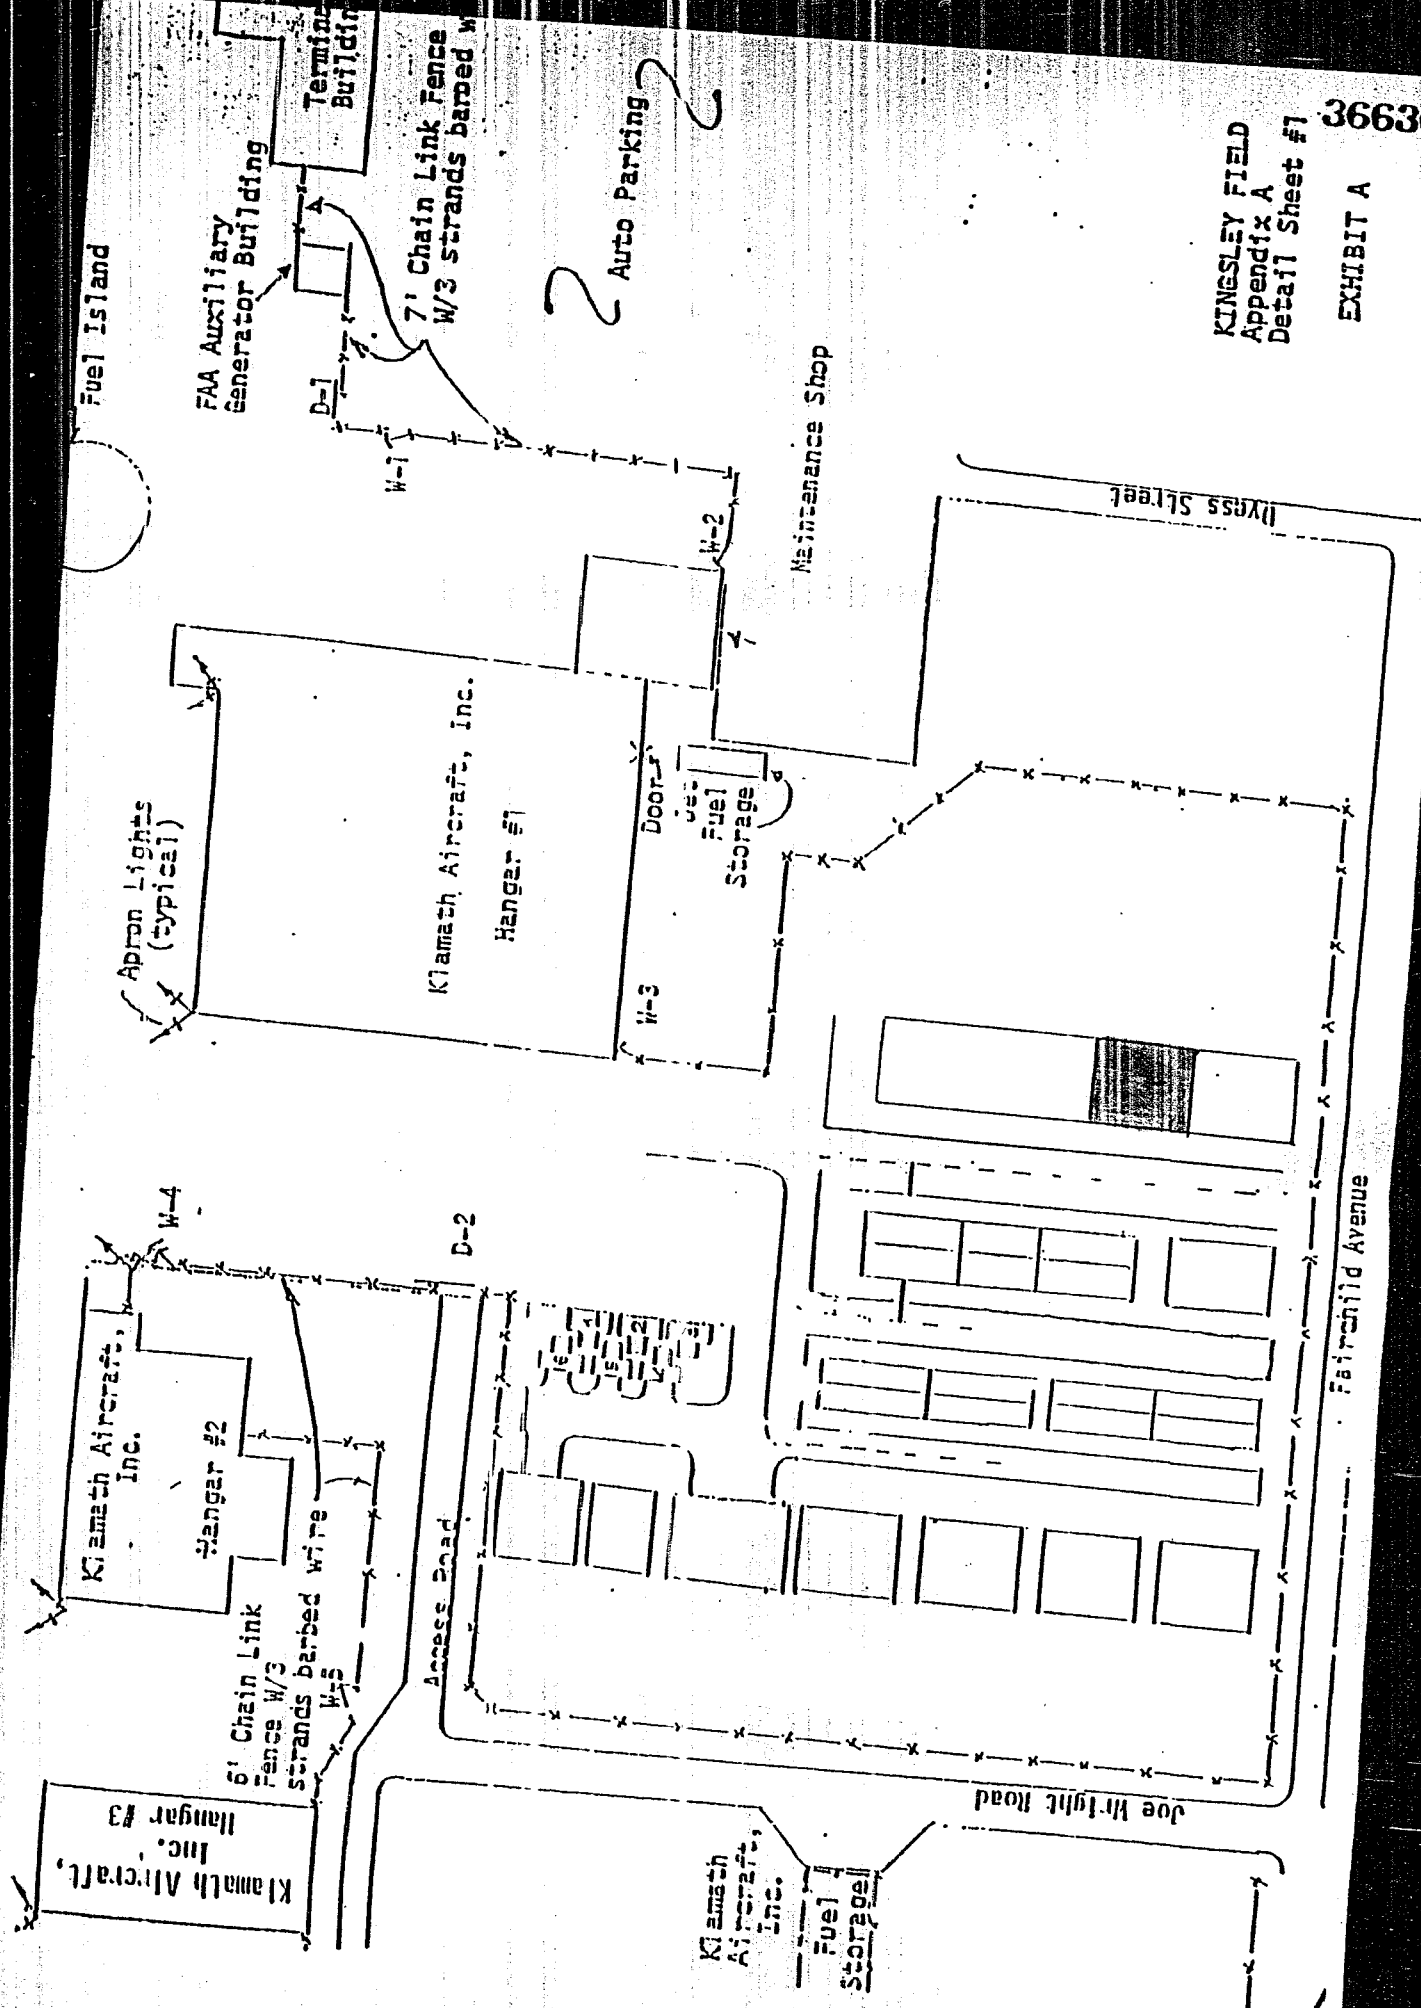 Fuel Island
FAA Auxiliary
Generator Building
7' Chain Link Fence
W/3 strands barbed w
Auto Parking
D-1
W-1
W-2
Maintenance Shop
KINGSLEY FIELD
Appendix A
Detail Sheet #1
EXHIBIT A
3663
Dyess Street
Apron Lights
(typical)
Klamath Aircraft, Inc.
Hangar #1
Door
Fuel
Storage
W-3
W-4
D-2
Klamath Aircraft,
Inc.
Hangar #2
6' Chain Link
Fence W/3
strands barbed wire
W-5
Access Road
Fairchild Avenue
Joe Wright Road
Klamath Aircraft,
Inc.
Hangar #3
Klamath
Aircraft,
Inc.
Fuel
Storage